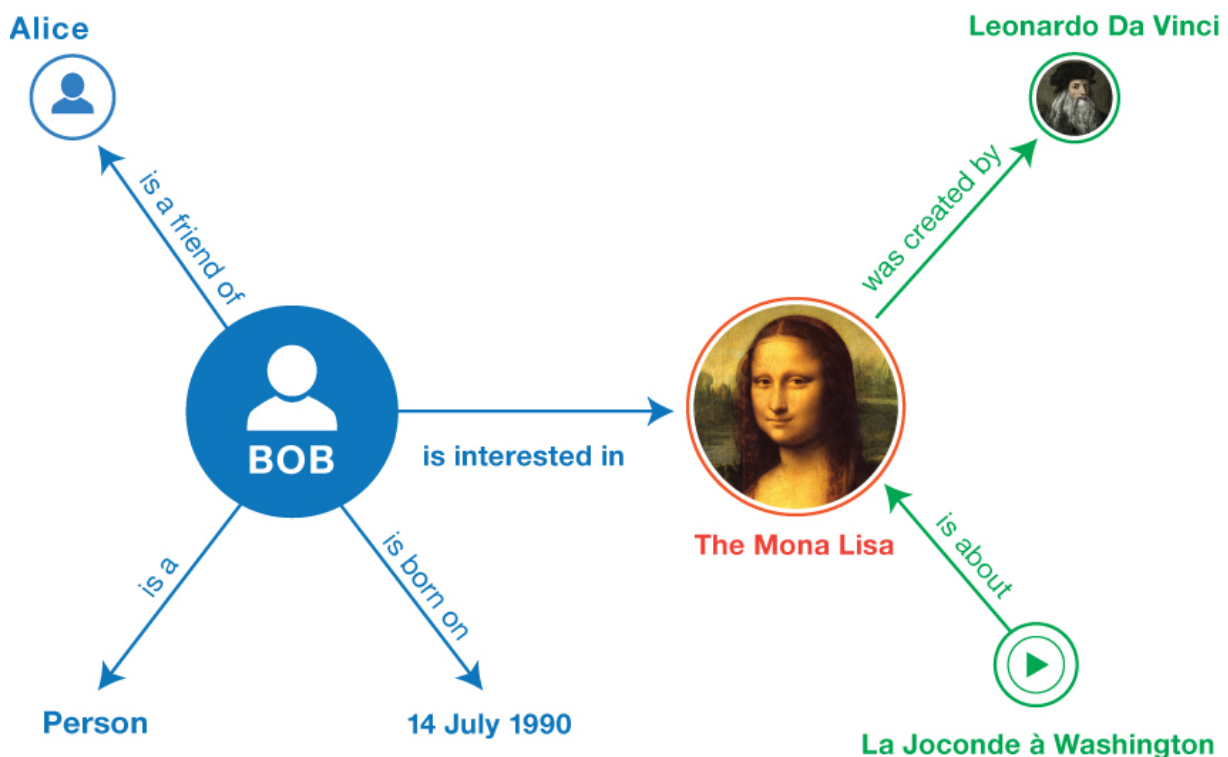 Alice
Leonardo Da Vinci
is a friend of
was created by
BOB
is interested in
The Mona Lisa
is a
is born on
is about
Person
14 July 1990
La Joconde à Washington